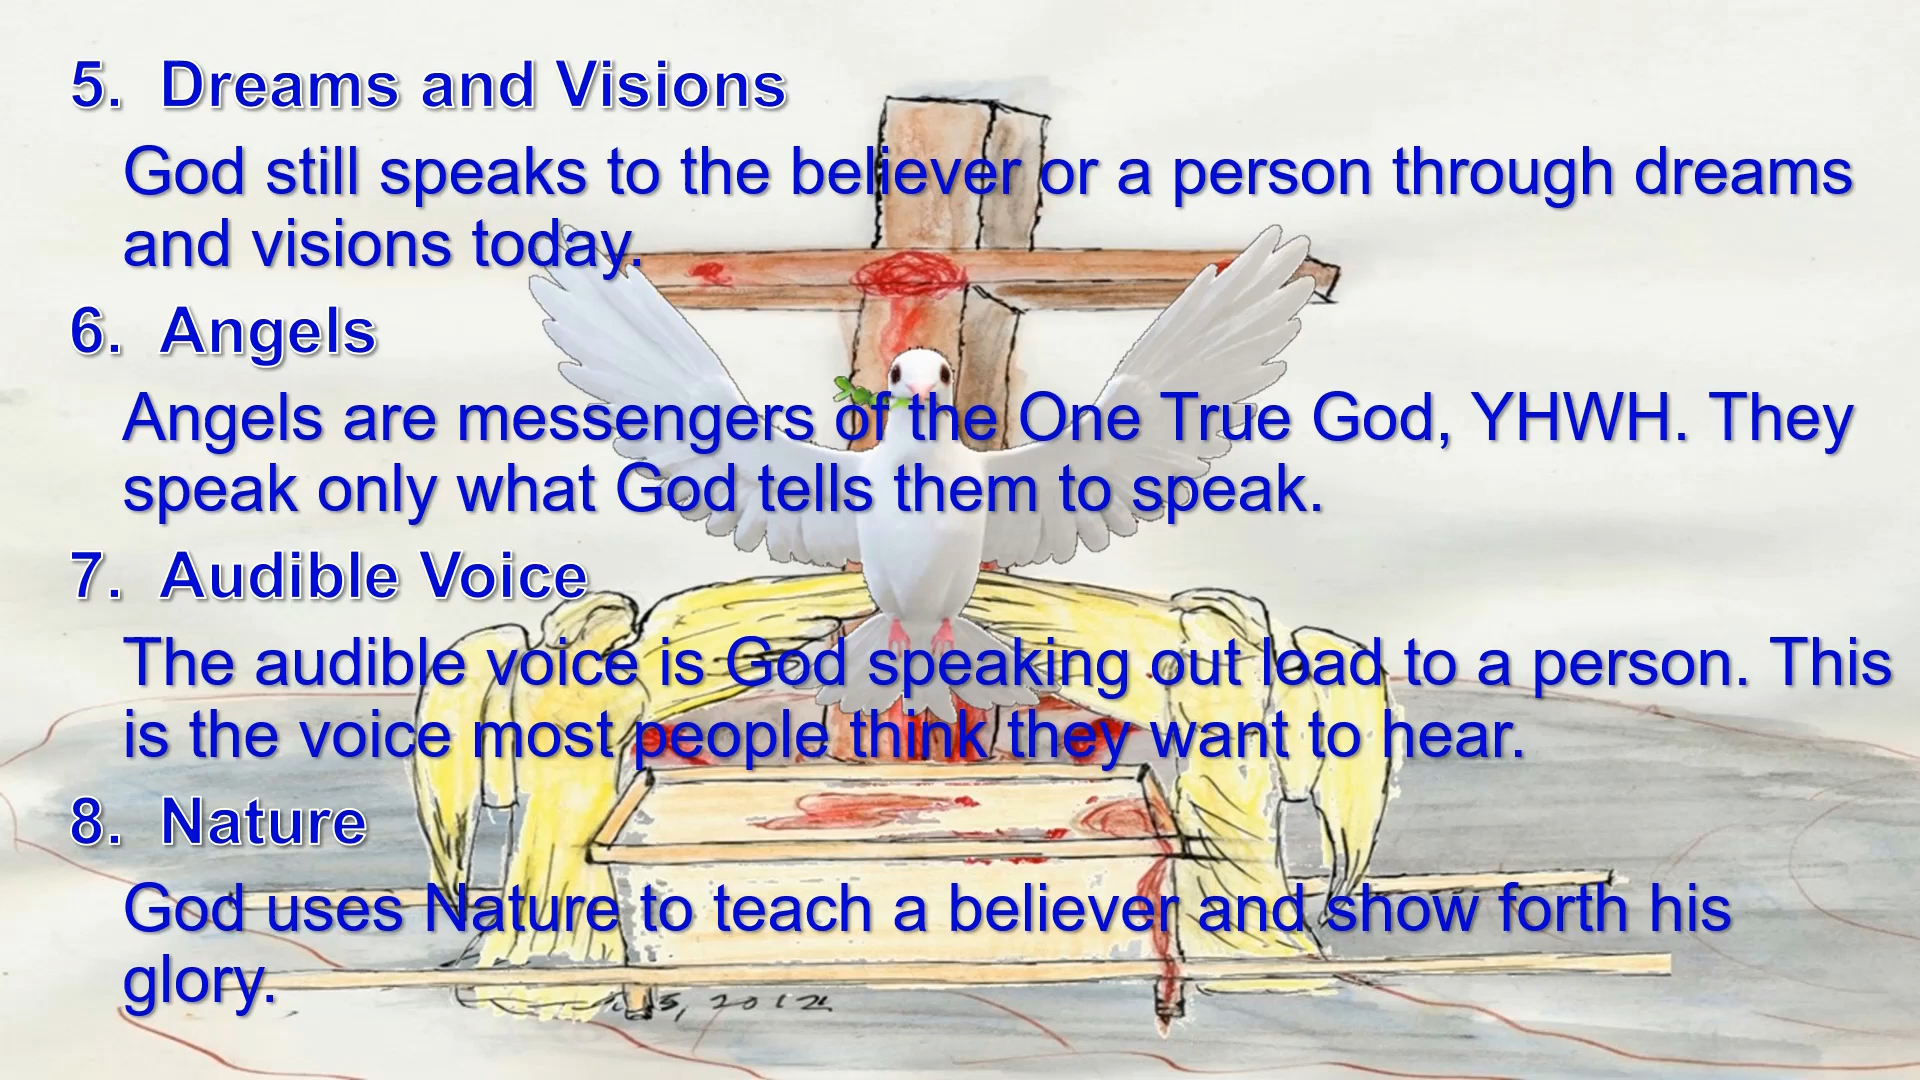 5. Dreams and Visions
God still speaks to the believer or a person through dreams
and visions today.
6. Angels
Angels are messengers of the One True God, YHWH. They
speak only what God tells them to speak.
7. Audible Voice
The audible voice is God speaking out load to a person. This
is the voice most people think they want to hear.
8. Nature
God uses Nature to teach a believer and show forth his
glory.
5, 2012